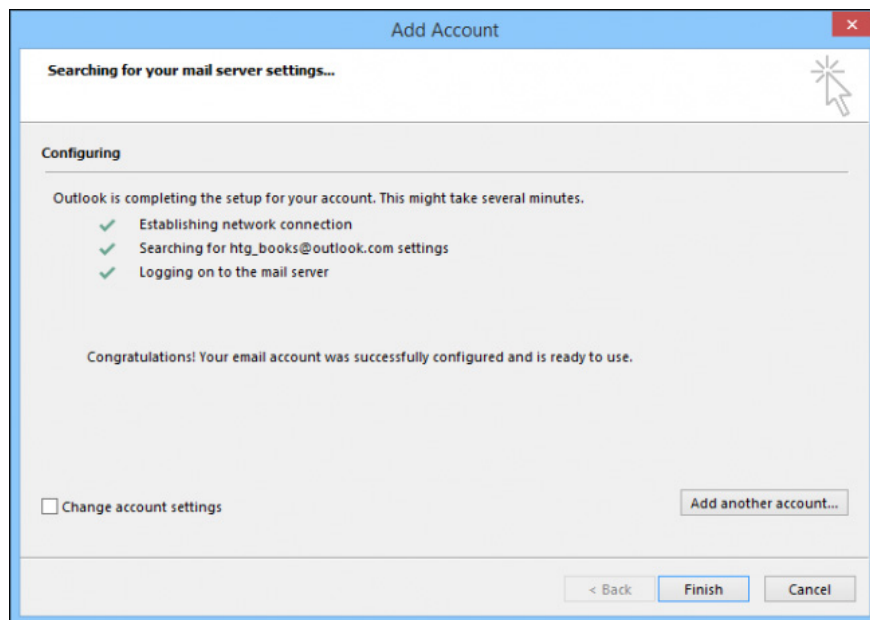 Add Account
Searching for your mail server settings...
Configuring
Outlook is completing the setup for your account. This might take several minutes.
Establishing network connection
Searching for htg_books@outlook.com settings
Logging on to the mail server
Congratulations! Your email account was successfully configured and is ready to use.
Change account settings
Add another account...
< Back
Finish
Cancel